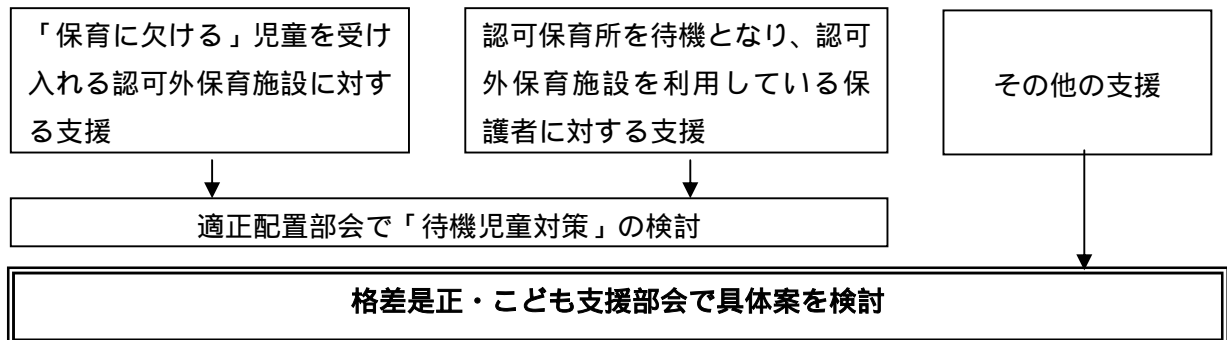 「保育に欠ける」児童を受け
入れる認可外保育施設に対す
る支援
認可保育所を待機となり、認可
外保育施設を利用している保
護者に対する支援
その他の支援
適正配置部会で「待機児童対策」の検討
格差是正・こども支援部会で具体案を検討